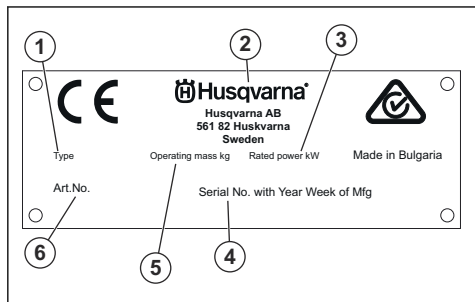 1
2
3
CE
Husqvarna
Husqvarna AB
561 82 Huskvarna
Sweden
Type
Operating mass kg
Rated power kW
Made in Bulgaria
Art.No.
Serial No. with Year Week of Mfg
6
5
4